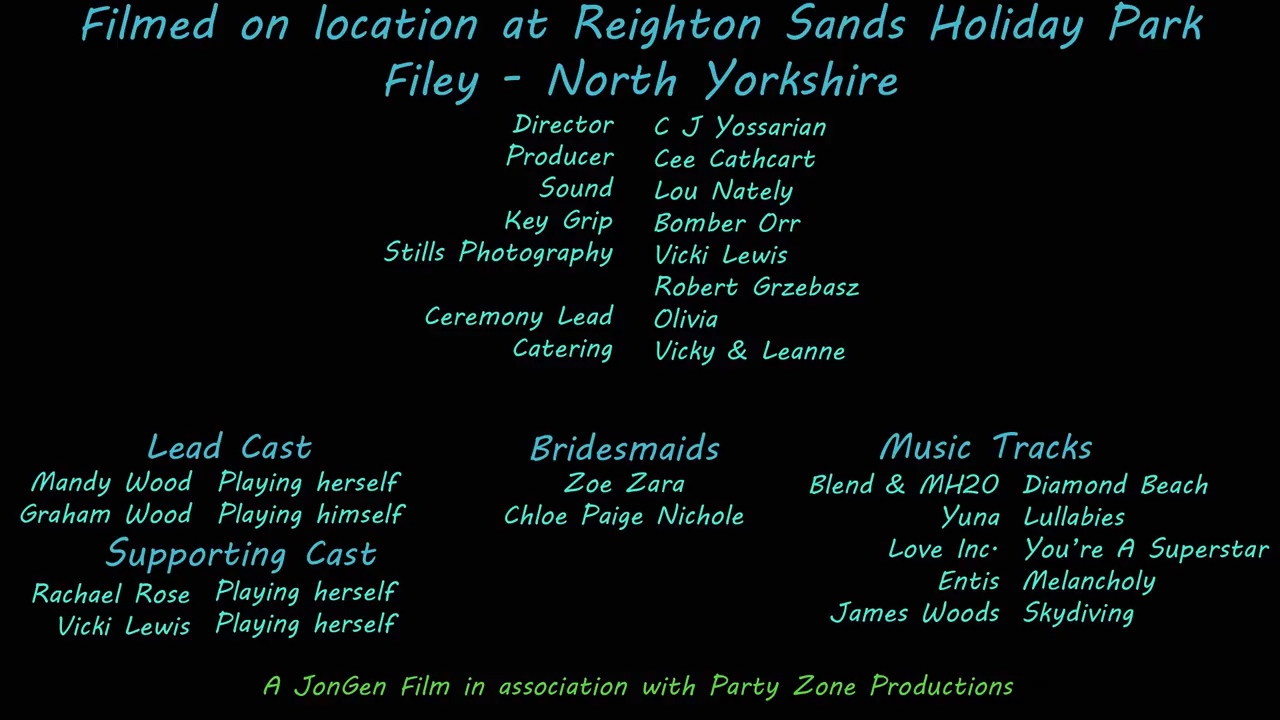 Filmed on location at Reighton Sands Holiday Park
Filey - North Yorkshire
Director C J Yossarian
Producer Cee Cathcart
Sound Lou Nately
Key Grip Bomber Orr
Stills Photography Vicki Lewis
Robert Grzebasz
Ceremony Lead Olivia
Catering Vicky & Leanne
Lead Cast
Mandy Wood Playing herself
Graham Wood Playing himself
Supporting Cast
Rachael Rose Playing herself
Vicki Lewis Playing herself
Bridesmaids
Zoe Zara
Chloe Paige Nichole
Music Tracks
Blend & MH20 Diamond Beach
Yuna Lullabies
Love Inc. You're A Superstar
Entis Melancholy
James Woods Skydiving
A JonGen Film in association with Party Zone Productions